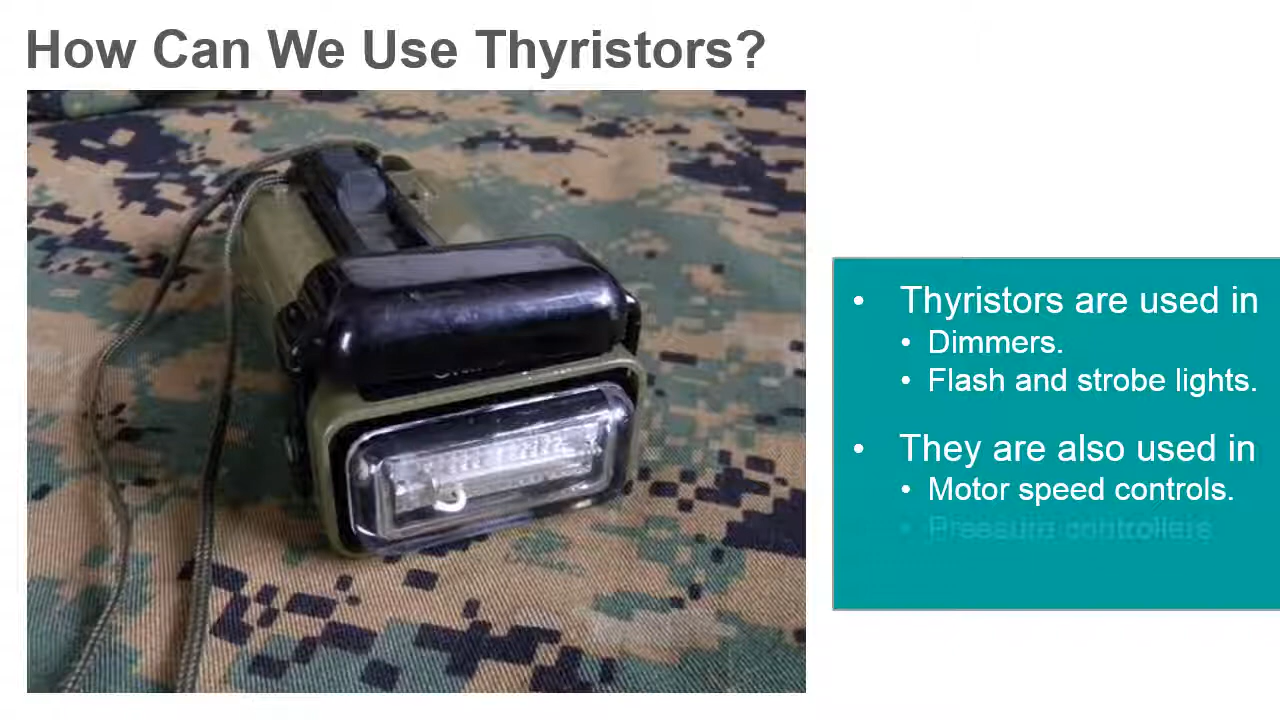 How Can We Use Thyristors?
• Thyristors are used in
• Dimmers.
• Flash and strobe lights.
• They are also used in
• Motor speed controls.
• Pressure controllers